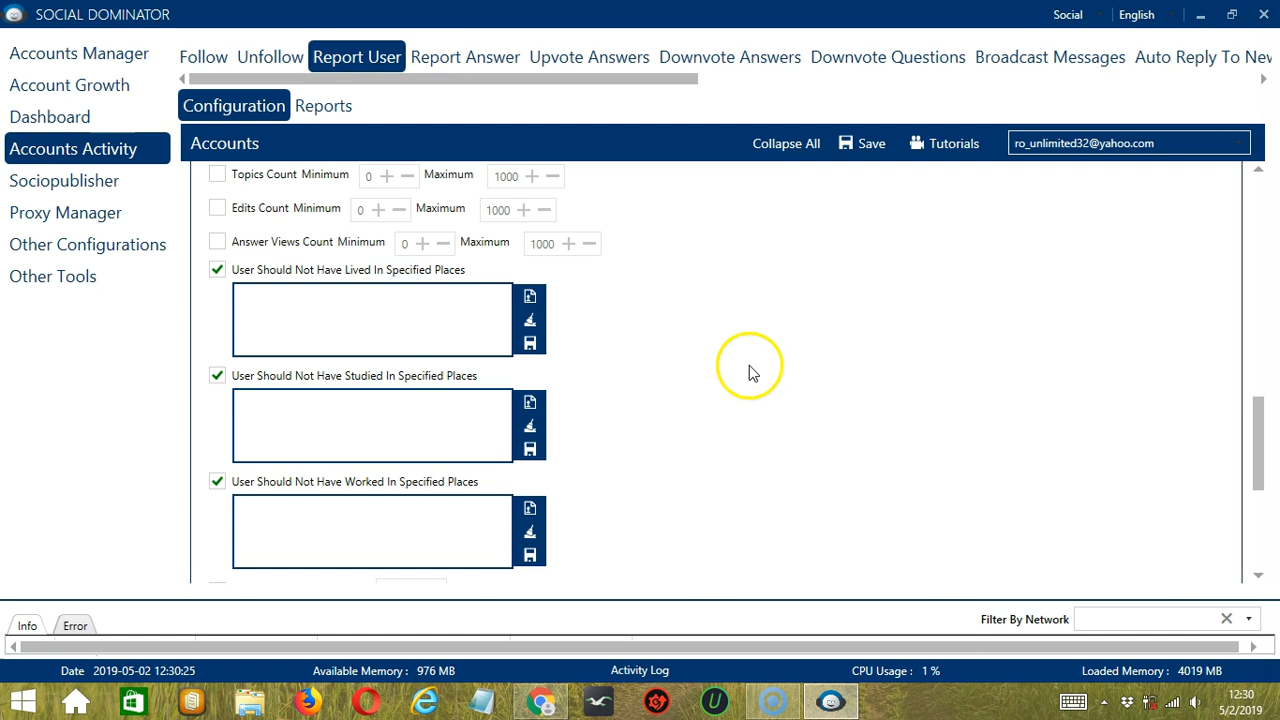 SOCIAL DOMINATOR
Social
English
Accounts Manager
Account Growth
Dashboard
Accounts Activity
Sociopublisher
Proxy Manager
Other Configurations
Other Tools
Follow Unfollow Report User Report Answer Upvote Answers Downvote Answers Downvote Questions Broadcast Messages Auto Reply To Nev
Configuration Reports
Accounts
Collapse All Save Tutorials ro_unlimited32@yahoo.com
Topics Count Minimum 0 Maximum 1000
Edits Count Minimum 0 Maximum 1000
Answer Views Count Minimum 0 Maximum 1000
User Should Not Have Lived In Specified Places
User Should Not Have Studied In Specified Places
User Should Not Have Worked In Specified Places
Info Error
Filter By Network
Date 2019-05-02 12:30:25 Available Memory : 976 MB Activity Log CPU Usage : 1 % Loaded Memory : 4019 MB
12:30
5/2/2019